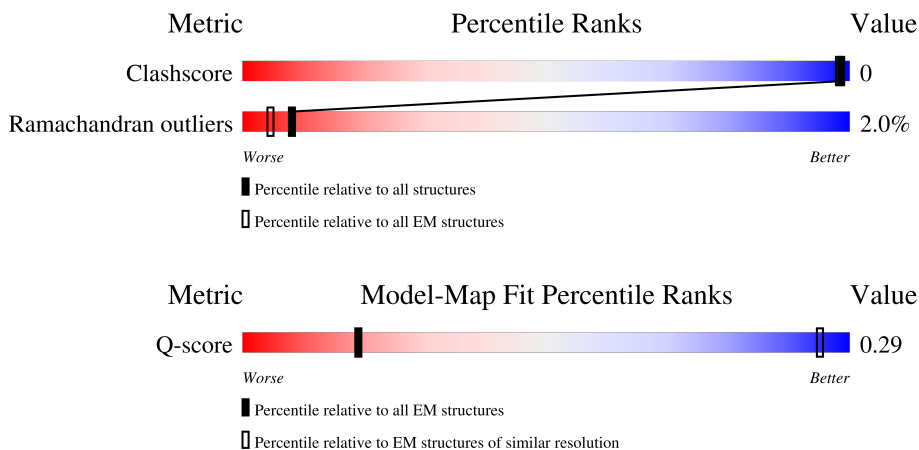 Metric Percentile Ranks Value
Clashscore 0
Ramachandran outliers 2.0%
Worse Better
Percentile relative to all structures
Percentile relative to all EM structures
Metric Model-Map Fit Percentile Ranks Value
Q-score 0.29
Worse Better
Percentile relative to all EM structures
Percentile relative to EM structures of similar resolution